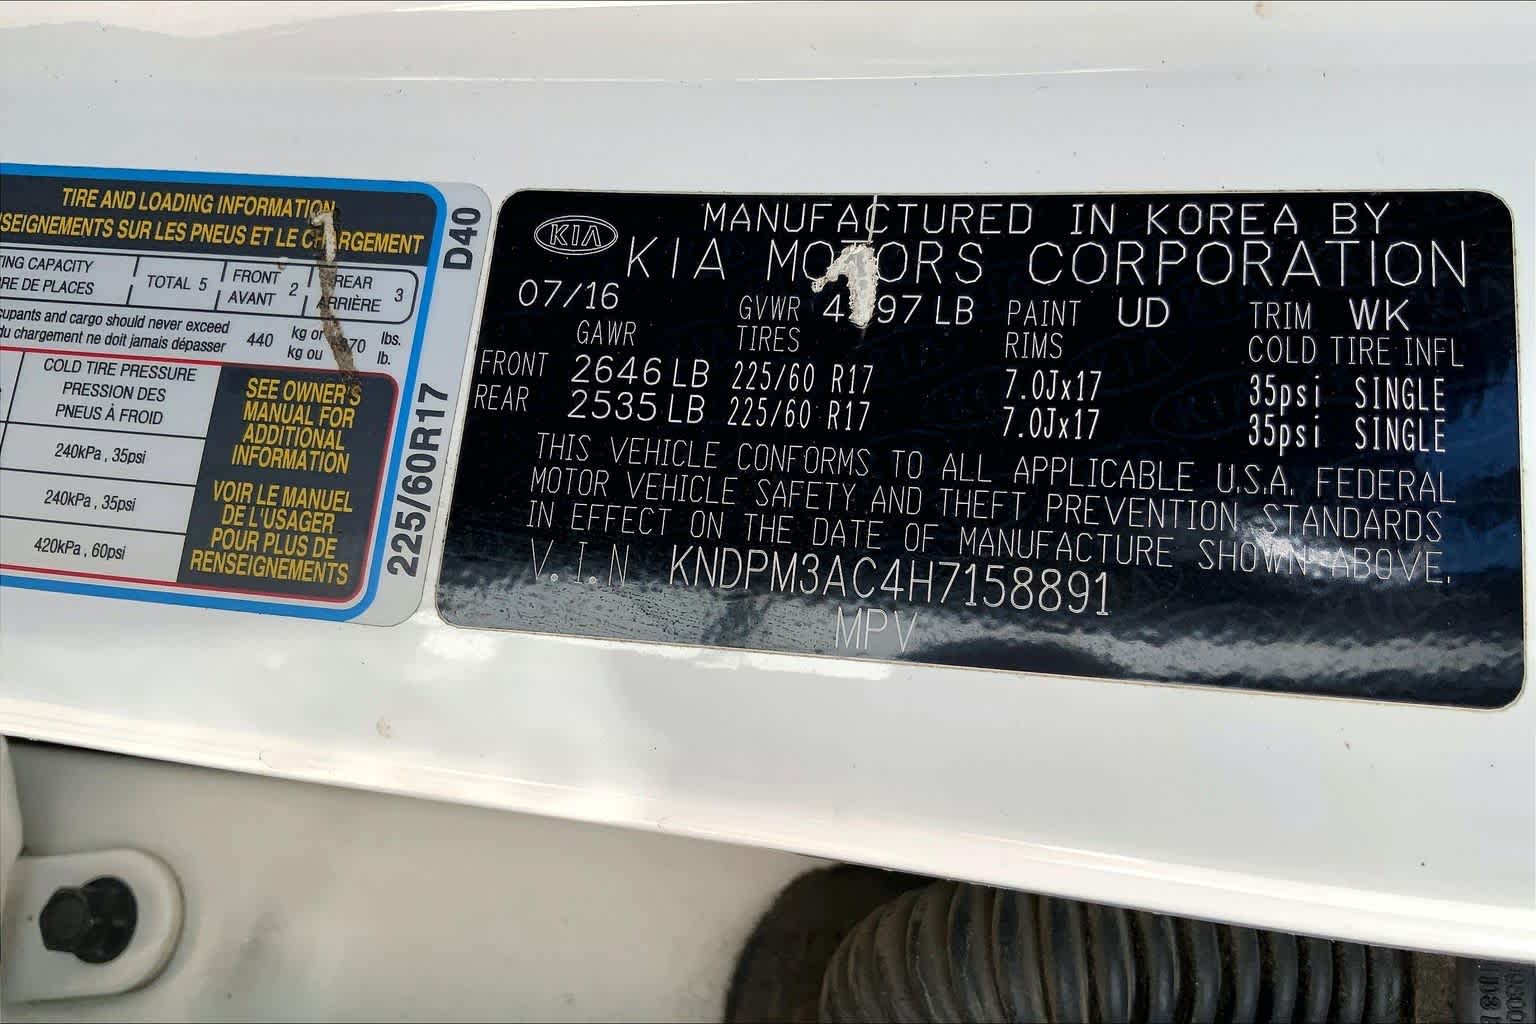 TIRE AND LOADING INFORMATION
SEIGNEMENTS SUR LES PNEUS ET LE CHARGEMENT
TING CAPACITY
RE DE PLACES
TOTAL 5
FRONT
AVANT
2
REAR
ARRIÈRE
3
upants and cargo should never exceed
du chargement ne doit jamais dépasser
440
kg or
kg ou
lbs.
lb.
COLD TIRE PRESSURE
PRESSION DES
PNEUS À FROID
240kPa , 35psi
240kPa , 35psi
420kPa , 60psi
SEE OWNER'S
MANUAL FOR
ADDITIONAL
INFORMATION
VOIR LE MANUEL
DE L'USAGER
POUR PLUS DE
RENSEIGNEMENTS
D40
225/60R17
KIA
MANUFACTURED IN KOREA BY
KIA MOTORS CORPORATION
07/16 GVWR LB PAINT UD TRIM WK
GAWR TIRES RIMS COLD TIRE INFL
FRONT 2646 LB 225/60 R17 7.0Jx17 35psi SINGLE
REAR 2535 LB 225/60 R17 7.0Jx17 35psi SINGLE
THIS VEHICLE CONFORMS TO ALL APPLICABLE U.S.A. FEDERAL
MOTOR VEHICLE SAFETY AND THEFT PREVENTION STANDARDS
IN EFFECT ON THE DATE OF MANUFACTURE SHOWN ABOVE.
V.I.N KNDPM3AC4H7158891
MPV